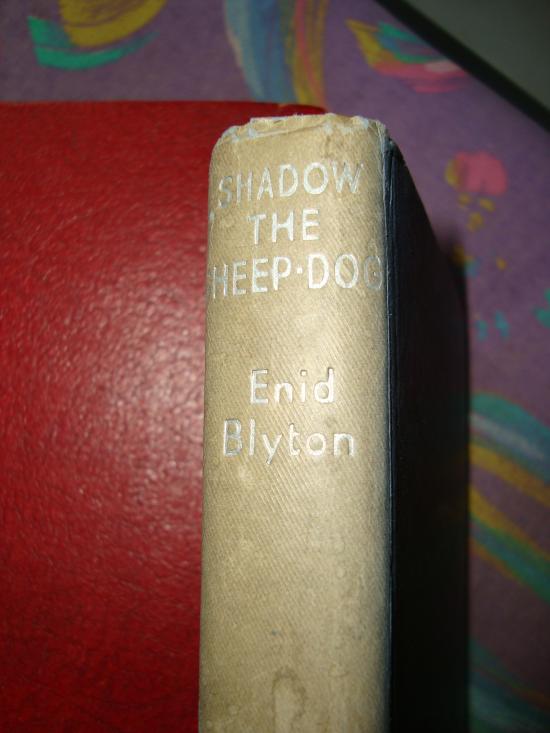 SHADOW
THE
SHEEP·DOG
Enid
Blyton